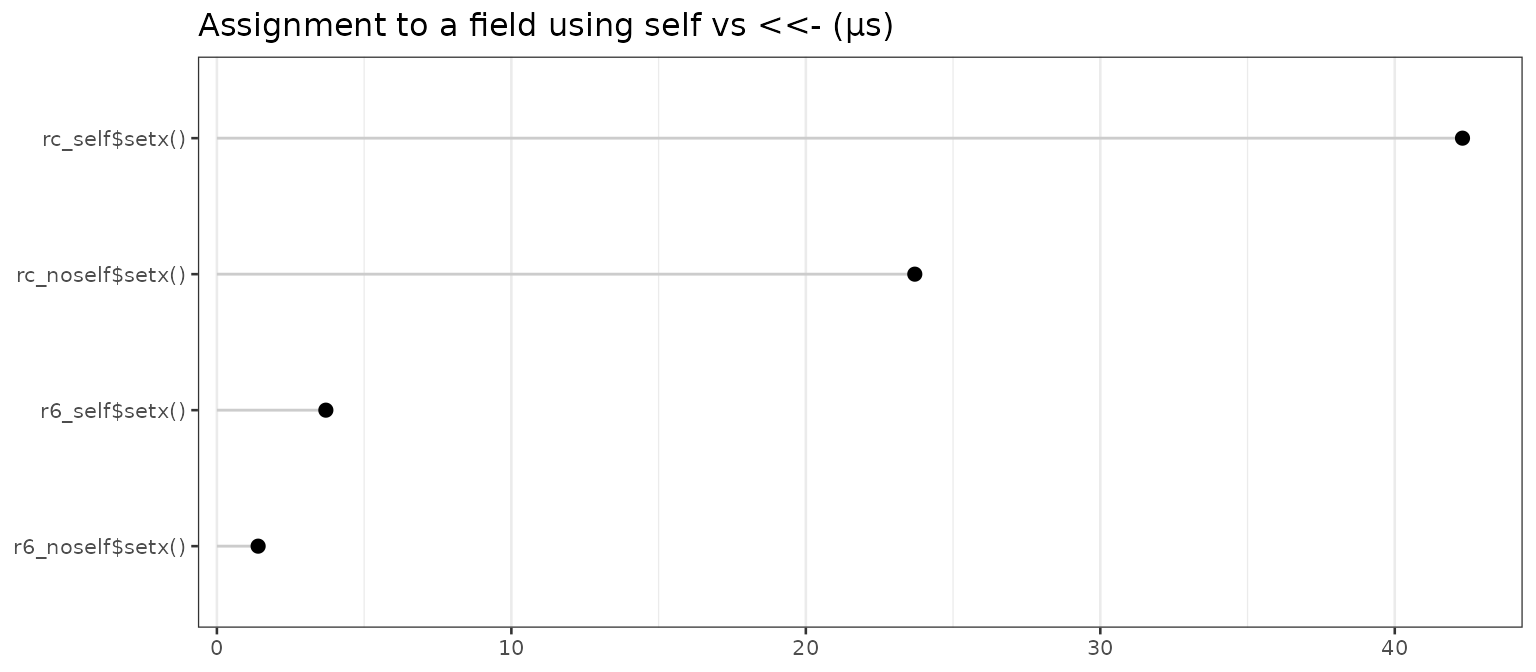 Assignment to a field using self vs <<- (µs)
rc_self$setx()
rc_noself$setx()
r6_self$setx()
r6_noself$setx()
0 10 20 30 40